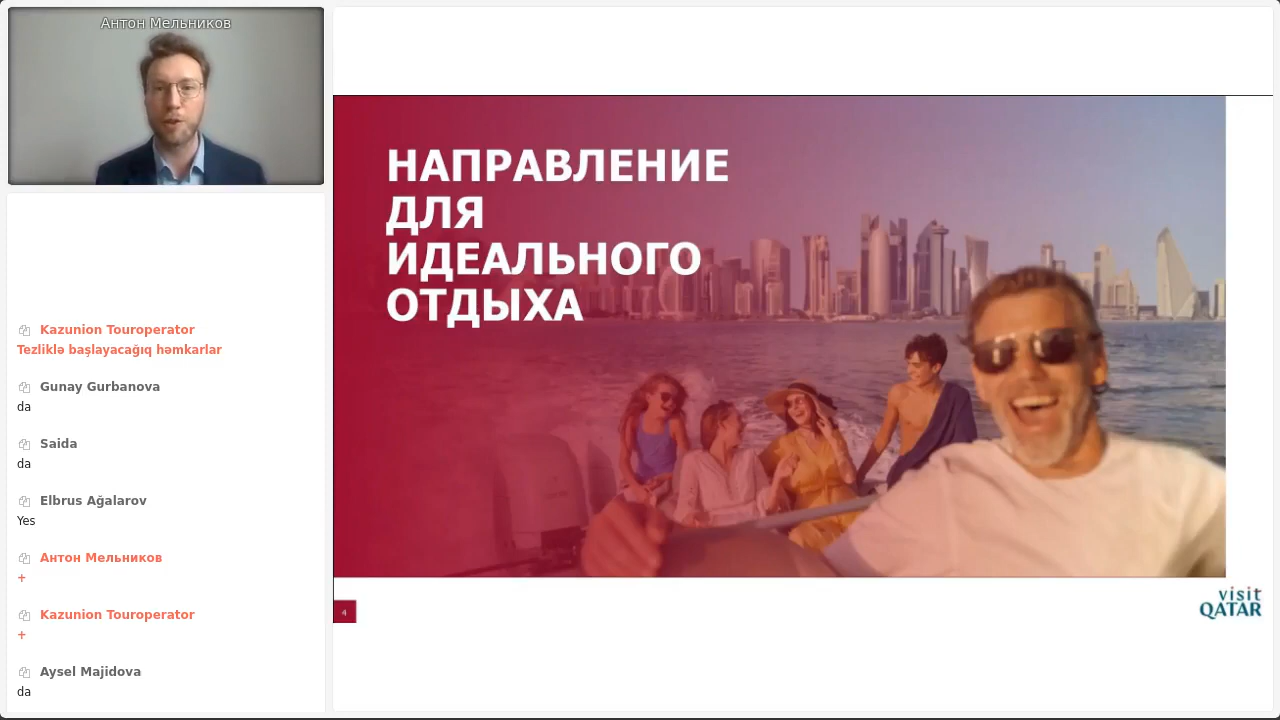 Антон Мельников
Kazunion Touroperator
Tezliklə başlayacağıq həmkarlar
Gunay Gurbanova
da
Saida
da
Elbrus Ağalarov
Yes
Антон Мельников
+
Kazunion Touroperator
+
Aysel Majidova
da
НАПРАВЛЕНИЕ
ДЛЯ
ИДЕАЛЬНОГО
ОТДЫХА
4
visit
QATAR